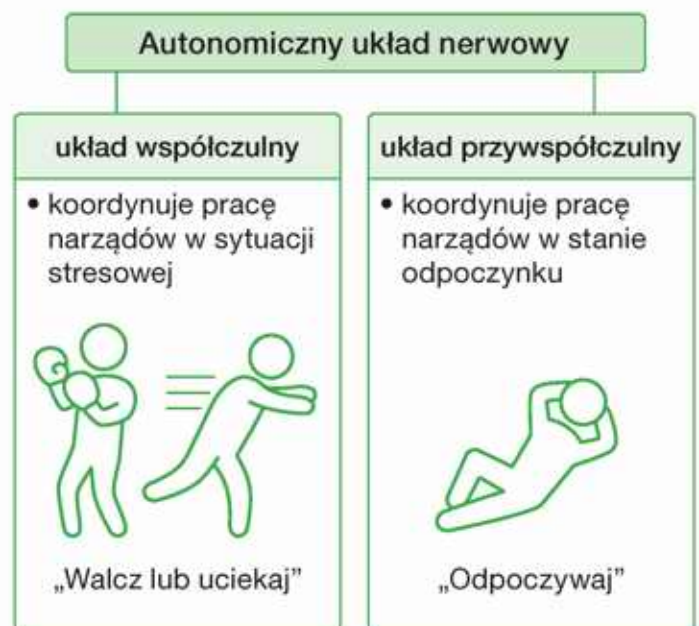 Autonomiczny układ nerwowy
układ współczulny
• koordynuje pracę
narządów w sytuacji
stresowej
„Walcz lub uciekaj”
układ przywspółczulny
• koordynuje pracę
narządów w stanie
odpoczynku
„Odpoczywaj”